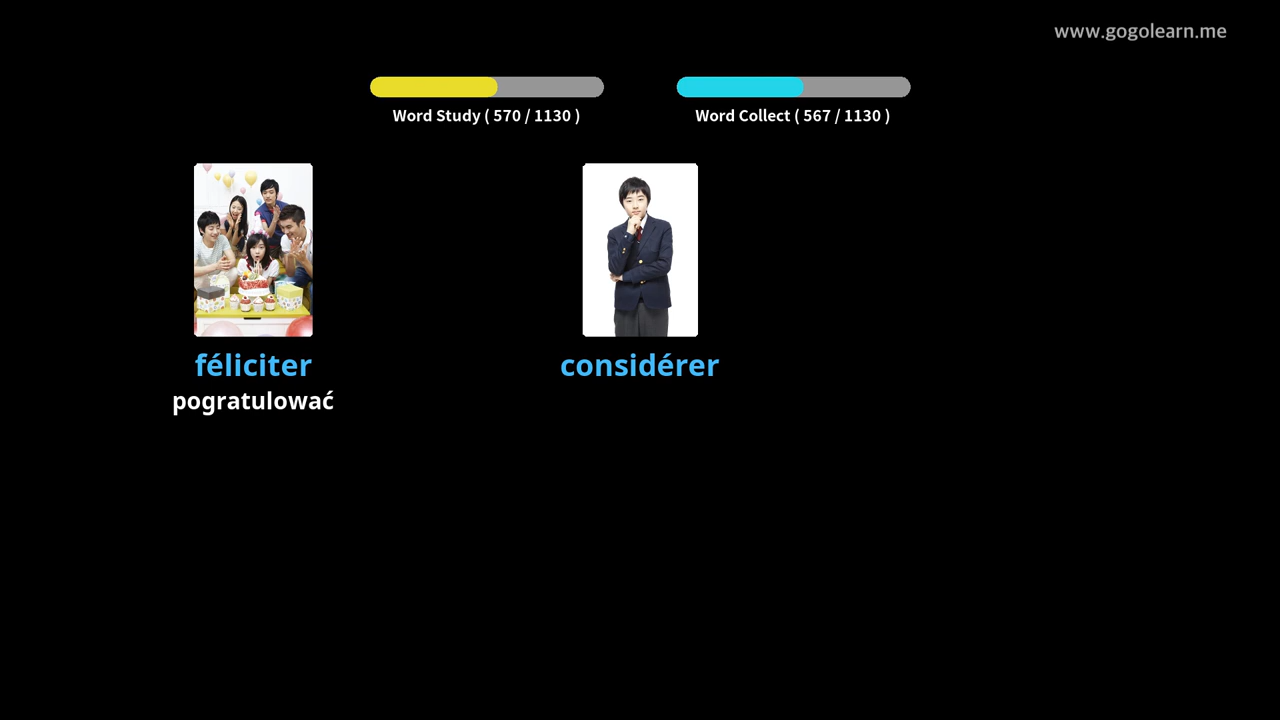 www.gogolearn.me
Word Study ( 570 / 1130 )
Word Collect ( 567 / 1130 )
féliciter
considérer
pogratulować